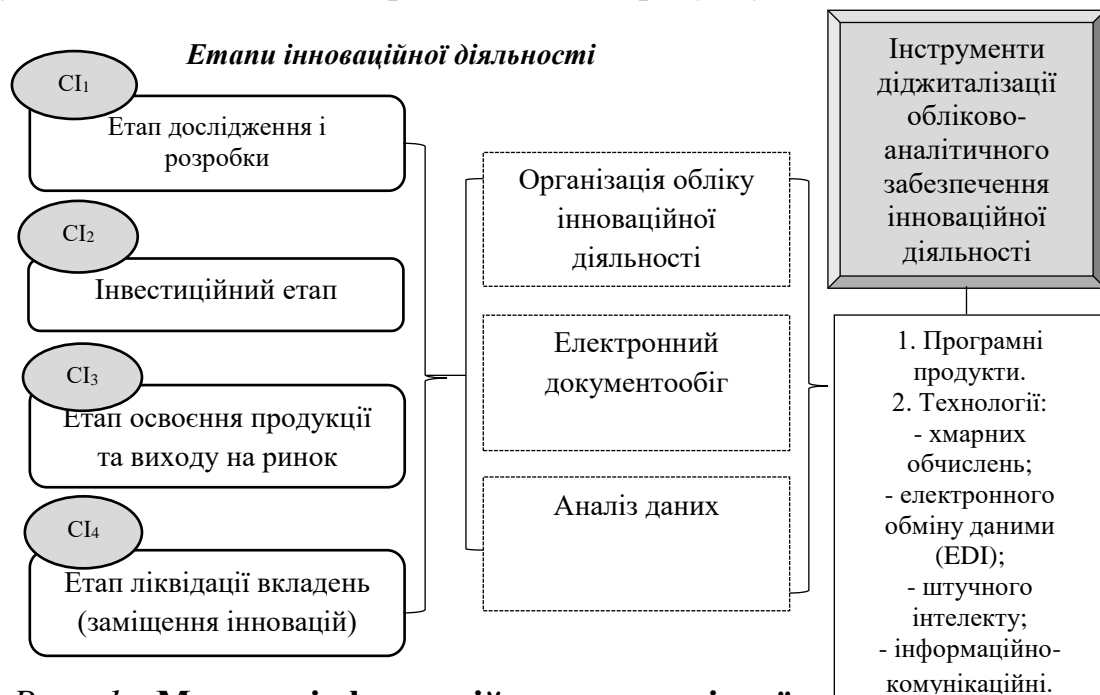 Етапи інноваційної діяльності
CI1
Етап дослідження і
розробки
CI2
Інвестиційний етап
CI3
Етап освоєння продукції
та виходу на ринок
CI4
Етап ліквідації вкладень
(заміщення інновацій)
Організація обліку
інноваційної
діяльності
Електронний
документообіг
Аналіз даних
Інструменти
діджиталізації
обліково-
аналітичного
забезпечення
інноваційної
діяльності
1. Програмні
продукти.
2. Технології:
- хмарних
обчислень;
- електронного
обміну даними
(EDI);
- штучного
інтелекту;
- інформаційно-
комунікаційні.